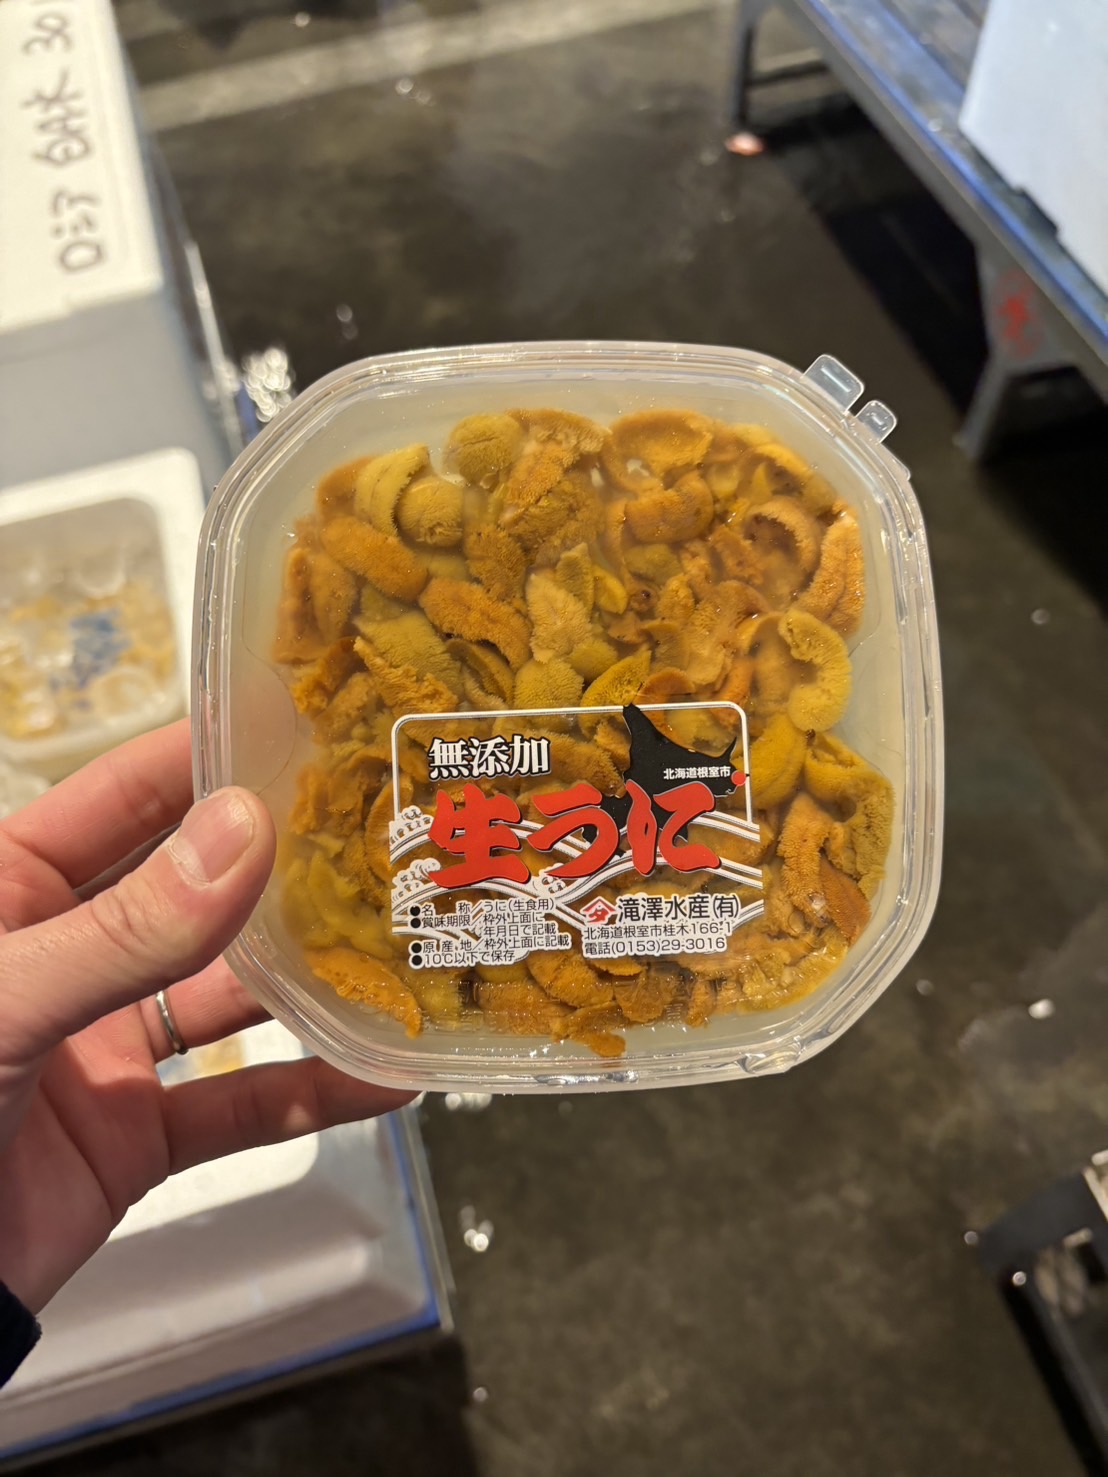 無添加
北海道根室市
生うに
●名 称/うに(生食用)
●賞味期限/枠外上面に
年月日で記載
●原産地/枠外上面に記載
●10℃以下で保存
滝澤水産(有)
北海道根室市桂木166-1
電話(0153)29-3016